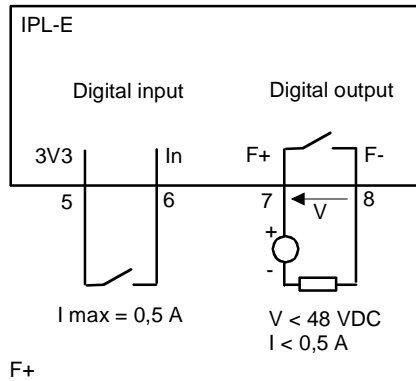 IPL-E
Digital input Digital output
3V3 In F+ F-
5 6 7 V 8
+
-
I max = 0,5 A
V < 48 VDC
I < 0,5 A
F+